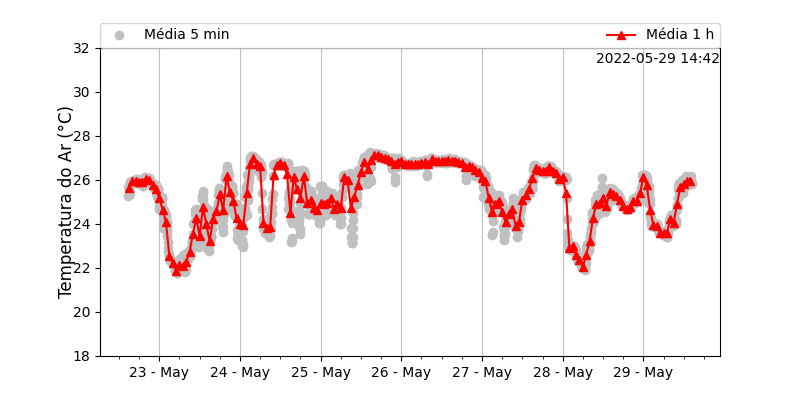 Média 5 min
Média 1 h
2022-05-29 14:42
Temperatura do Ar (°C)
32
30
28
26
24
22
20
18
23 - May
24 - May
25 - May
26 - May
27 - May
28 - May
29 - May